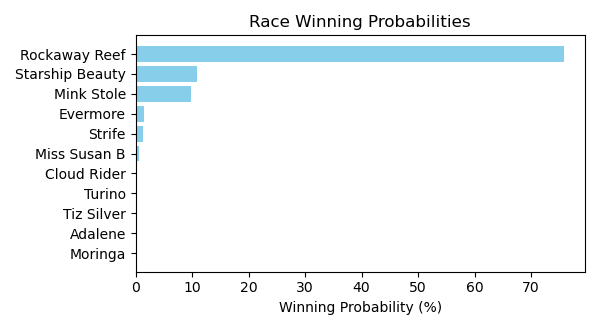 Race Winning Probabilities
Rockaway Reef
Starship Beauty
Mink Stole
Evermore
Strife
Miss Susan B
Cloud Rider
Turino
Tiz Silver
Adalene
Moringa
0 10 20 30 40 50 60 70
Winning Probability (%)